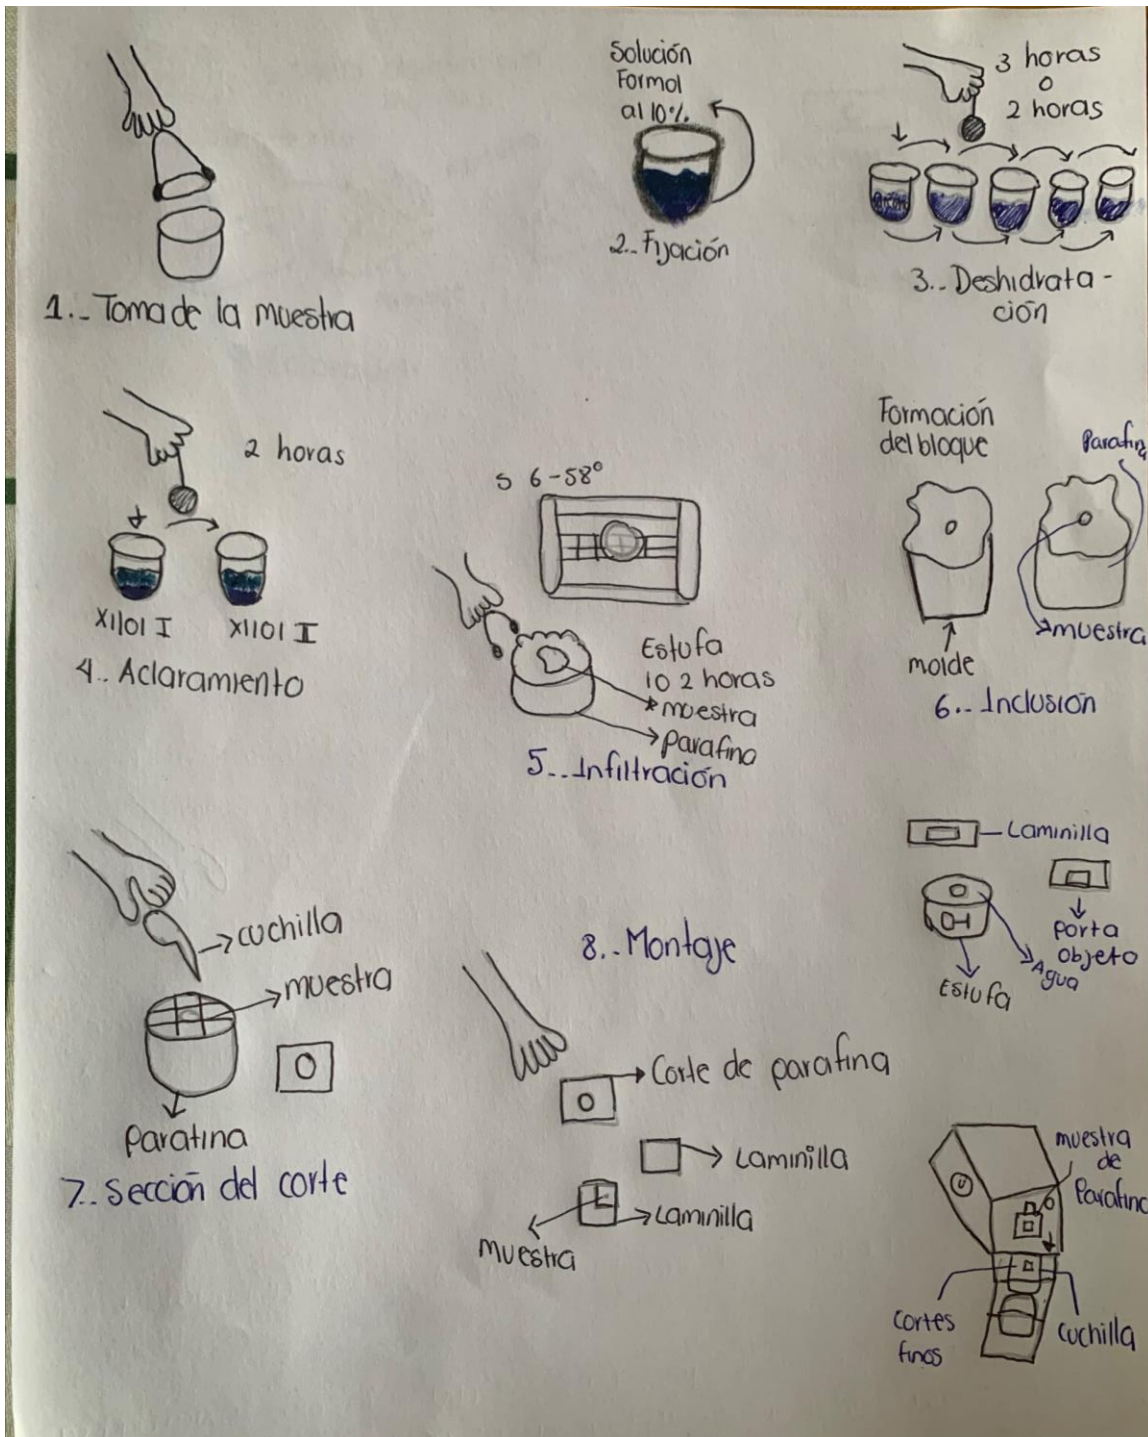 1.- Toma de la muestra
Solución
Formol
al 10%
2.- Fijación
3 horas
o
2 horas
3.- Deshidrata-
ción
2 horas
Xilol I
Xilol I
4.. Aclaramiento
56-58°
Estufa
1 o 2 horas
muestra
parafina
5.. Infiltración
Formación
del bloque
Parafina
muestra
molde
6.. Inclusión
cuchilla
muestra
Parafina
7.. Sección del corte
8.. Montaje
Corte de parafina
Laminilla
Laminilla
muestra
Laminilla
Porta
objeto
Agua
Estufa
muestra
de
Parafina
Cortes
finos
Cuchilla